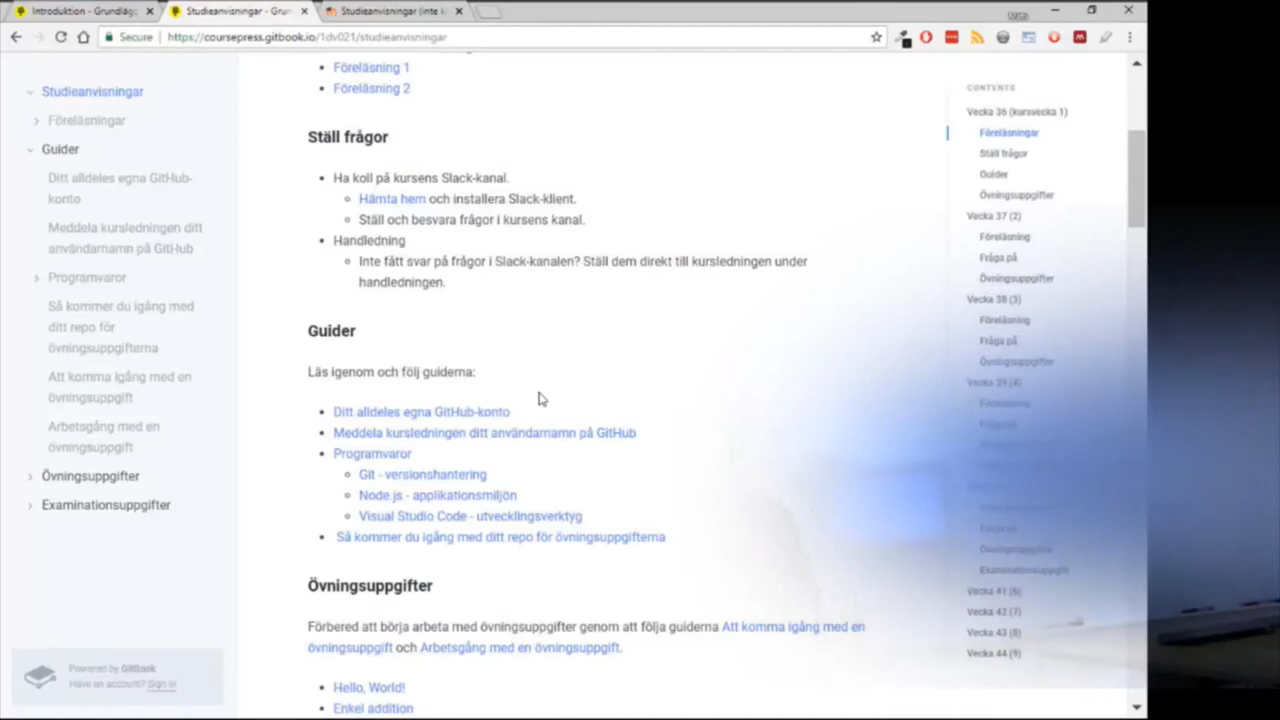 Introduktion - Grundläg
Studieanvisningar - Grun
Studieanvisningar (inte k
Secure
https://coursepress.gitbook.io/1dv021/studieanvisningar
Studieanvisningar
Föreläsningar
Guider
Ditt alldeles egna GitHub-
konto
Meddela kursledningen ditt
användarnamn på GitHub
Programvaror
Så kommer du igång med
ditt repo för
övningsuppgifterna
Att komma igång med en
övningsuppgift
Arbetsgång med en
övningsuppgift
Övningsuppgifter
Examinationsuppgifter
Powered by GitBook
Have an account? Sign in
Föreläsning 1
Föreläsning 2
Ställ frågor
Ha koll på kursens Slack-kanal.
Hämta hem och installera Slack-klient.
Ställ och besvara frågor i kursens kanal.
Handledning
Inte fått svar på frågor i Slack-kanalen? Ställ dem direkt till kursledningen under
handledningen.
Guider
Läs igenom och följ guiderna:
Ditt alldeles egna GitHub-konto
Meddela kursledningen ditt användarnamn på GitHub
Programvaror
Git - versionshantering
Node.js - applikationsmiljön
Visual Studio Code - utvecklingsverktyg
Så kommer du igång med ditt repo för övningsuppgifterna
Övningsuppgifter
Förbered att börja arbeta med övningsuppgifter genom att följa guiderna Att komma igång med en
övningsuppgift och Arbetsgång med en övningsuppgift.
Hello, World!
Enkel addition
CONTENTS
Vecka 36 (kursvecka 1)
Föreläsningar
Ställ frågor
Guider
Övningsuppgifter
Vecka 37 (2)
Föreläsning
Fråga på
Övningsuppgifter
Vecka 38 (3)
Föreläsning
Fråga på
Övningsuppgifter
Vecka 39 (4)
Föreläsning
Fråga på
Fråga på
Övningsuppgifter
Examinationsuppgift
Vecka 41 (6)
Vecka 42 (7)
Vecka 43 (8)
Vecka 44 (9)